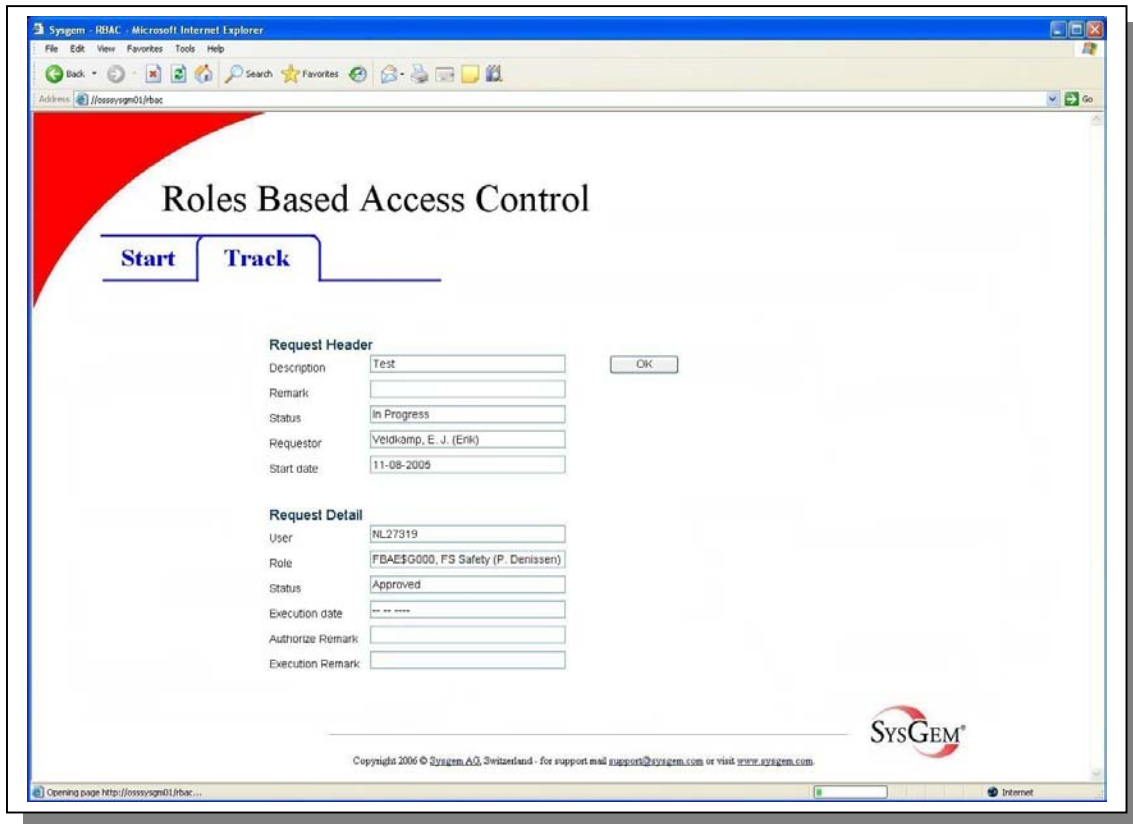 Sysgem - RBAC - Microsoft Internet Explorer
File Edit View Favorites Tools Help
Back Search Favorites
Address //osssysgm01/rbac Go
Roles Based Access Control
Start Track
Request Header
Description Test OK
Remark
Status In Progress
Requestor Veldkamp, E. J. (Erik)
Start date 11-08-2005
Request Detail
User NL27319
Role FBAE$G000, FS Safety (P. Denissen)
Status Approved
Execution date -- -- ----
Authorize Remark
Execution Remark
SYSGEM®
Copyright 2006 © Sysgem AG, Switzerland - for support mail support@sysgem.com or visit www.sysgem.com.
Opening page http://osssysgm01/rbac... Internet